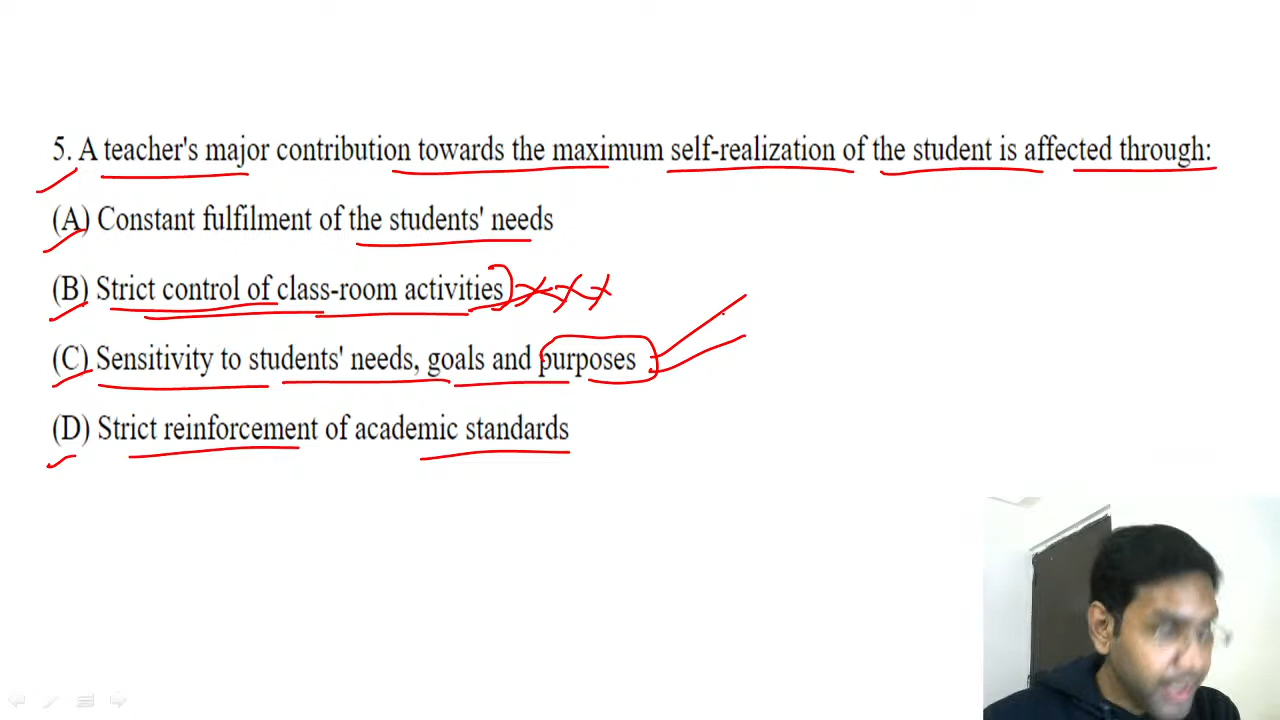 5. A teacher's major contribution towards the maximum self-realization of the student is affected through:
(A) Constant fulfilment of the students' needs
(B) Strict control of class-room activities
(C) Sensitivity to students' needs, goals and purposes
(D) Strict reinforcement of academic standards